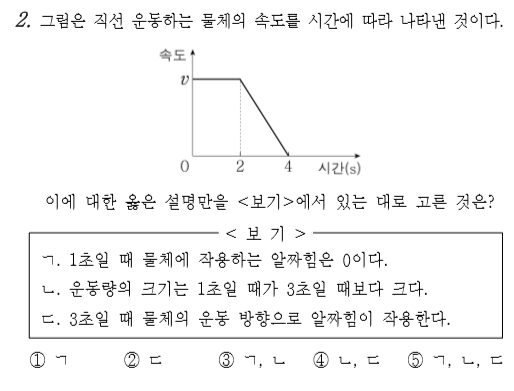 2. 그림은 직선 운동하는 물체의 속도를 시간에 따라 나타낸 것이다.
속도
v
0 2 4 시간(s)
이에 대한 옳은 설명만을 <보기>에서 있는 대로 고른 것은?
< 보 기 >
ㄱ. 1초일 때 물체에 작용하는 알짜힘은 0이다.
ㄴ. 운동량의 크기는 1초일 때가 3초일 때보다 크다.
ㄷ. 3초일 때 물체의 운동 방향으로 알짜힘이 작용한다.
① ㄱ ② ㄷ ③ ㄱ, ㄴ ④ ㄴ, ㄷ ⑤ ㄱ, ㄴ, ㄷ